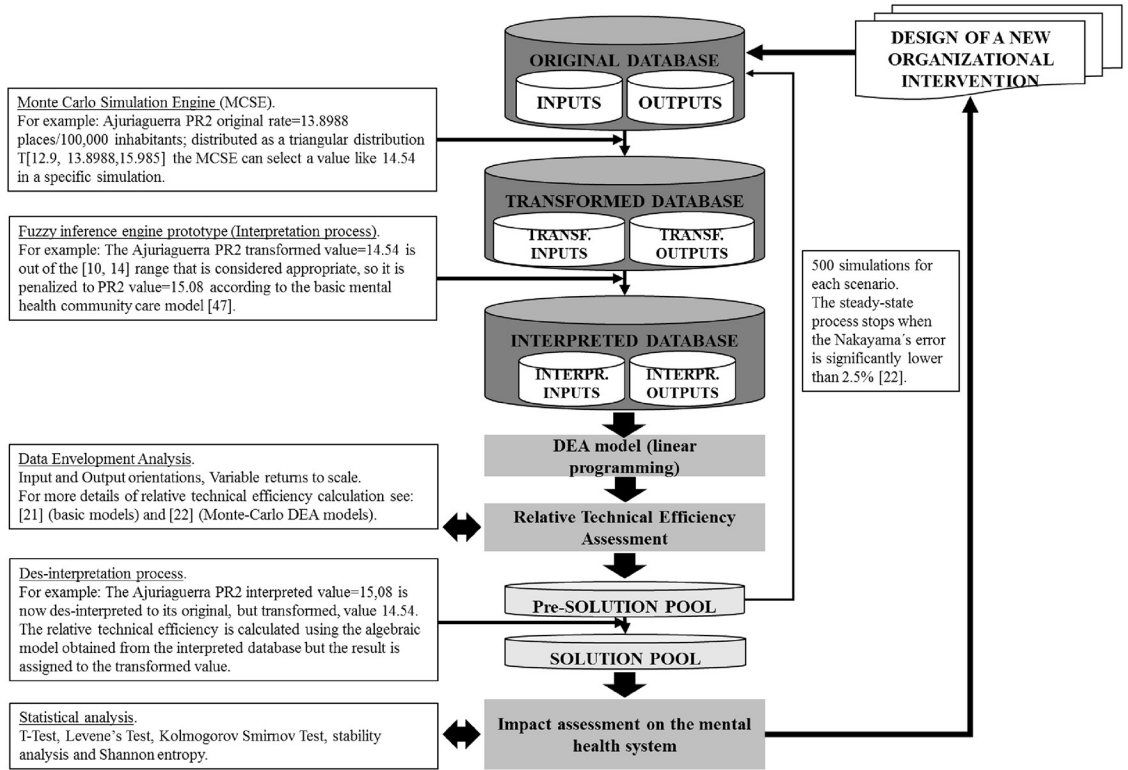 DESIGN OF A NEW
ORGANIZATIONAL
INTERVENTION
ORIGINAL DATABASE
INPUTS
OUTPUTS
Monte Carlo Simulation Engine (MCSE).
For example: Ajuriaguerra PR2 original rate=13.8988
places/100,000 inhabitants; distributed as a triangular distribution
T[12.9, 13.8988,15.985] the MCSE can select a value like 14.54
in a specific simulation.
TRANSFORMED DATABASE
TRANSF.
INPUTS
TRANSF.
OUTPUTS
Fuzzy inference engine prototype (Interpretation process).
For example: The Ajuriaguerra PR2 transformed value=14.54 is
out of the [10, 14] range that is considered appropriate, so it is
penalized to PR2 value=15.08 according to the basic mental
health community care model [47].
500 simulations for
each scenario.
The steady-state
process stops when
the Nakayama´s error
is significantly lower
than 2.5% [22].
INTERPRETED DATABASE
INTERPR.
INPUTS
INTERPR.
OUTPUTS
DEA model (linear
programming)
Data Envelopment Analysis.
Input and Output orientations, Variable returns to scale.
For more details of relative technical efficiency calculation see:
[21] (basic models) and [22] (Monte-Carlo DEA models).
Relative Technical Efficiency
Assessment
Des-interpretation process.
For example: The Ajuriaguerra PR2 interpreted value=15,08 is
now des-interpreted to its original, but transformed, value 14.54.
The relative technical efficiency is calculated using the algebraic
model obtained from the interpreted database but the result is
assigned to the transformed value.
Pre-SOLUTION POOL
SOLUTION POOL
Statistical analysis.
T-Test, Levene’s Test, Kolmogorov Smirnov Test, stability
analysis and Shannon entropy.
Impact assessment on the mental
health system